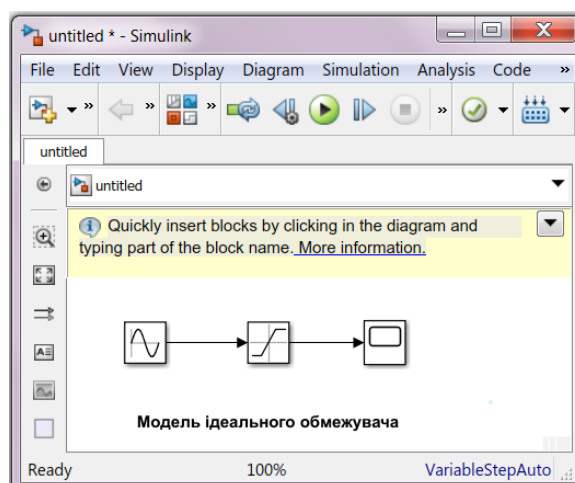 untitled * - Simulink
File Edit View Display Diagram Simulation Analysis Code »
» » » »
untitled
untitled
Quickly insert blocks by clicking in the diagram and
typing part of the block name. More information.
Модель ідеального обмежувача
Ready 100% VariableStepAuto